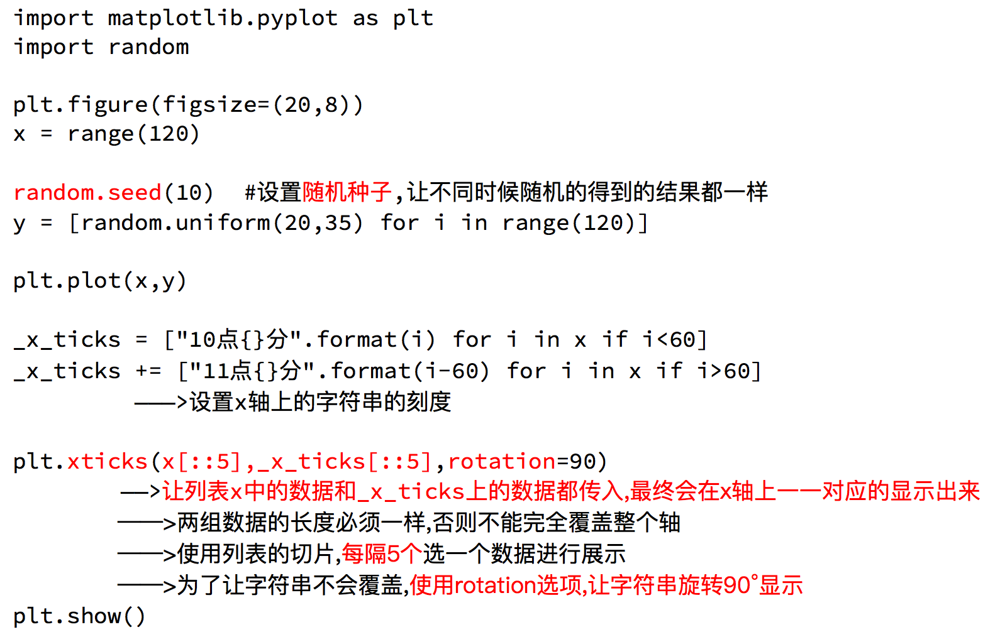 import matplotlib.pyplot as plt
import random
plt.figure(figsize=(20,8))
x = range(120)
random.seed(10)  #设置随机种子,让不同时候随机的得到的结果都一样
y = [random.uniform(20,35) for i in range(120)]
plt.plot(x,y)
_x_ticks = ["10点{}分".format(i) for i in x if i<60]
_x_ticks += ["11点{}分".format(i-60) for i in x if i>60]
———>设置x轴上的字符串的刻度
plt.xticks(x[::5],_x_ticks[::5],rotation=90)
——>让列表x中的数据和_x_ticks上的数据都传入,最终会在x轴上一一对应的显示出来
———>两组数据的长度必须一样,否则不能完全覆盖整个轴
———>使用列表的切片,每隔5个选一个数据进行展示
———>为了让字符串不会覆盖,使用rotation选项,让字符串旋转90°显示
plt.show()